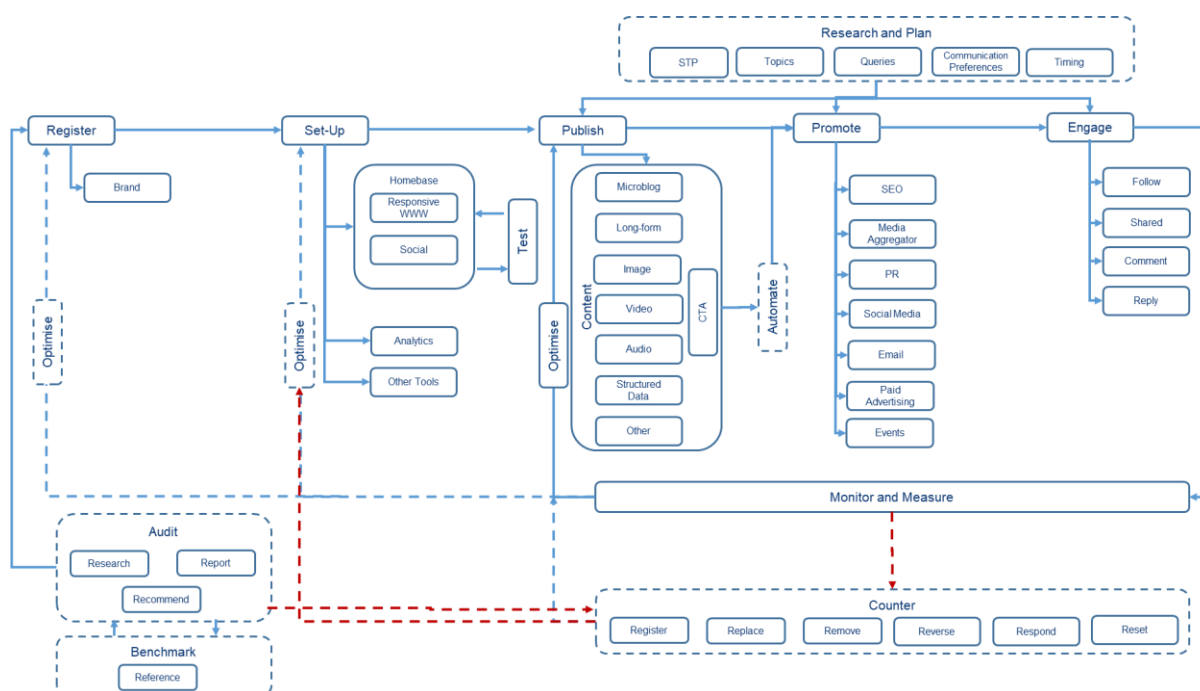 Research and Plan
STP
Topics
Queries
Communication
Preferences
Timing
Register
Set-Up
Publish
Promote
Engage
Brand
Homebase
Responsive
WWW
Social
Test
Analytics
Other Tools
Optimise
Optimise
Optimise
Content
Microblog
Long-form
Image
Video
Audio
Structured
Data
Other
CTA
Automate
SEO
Media
Aggregator
PR
Social Media
Email
Paid
Advertising
Events
Follow
Shared
Comment
Reply
Monitor and Measure
Audit
Research
Report
Recommend
Benchmark
Reference
Counter
Register
Replace
Remove
Reverse
Respond
Reset